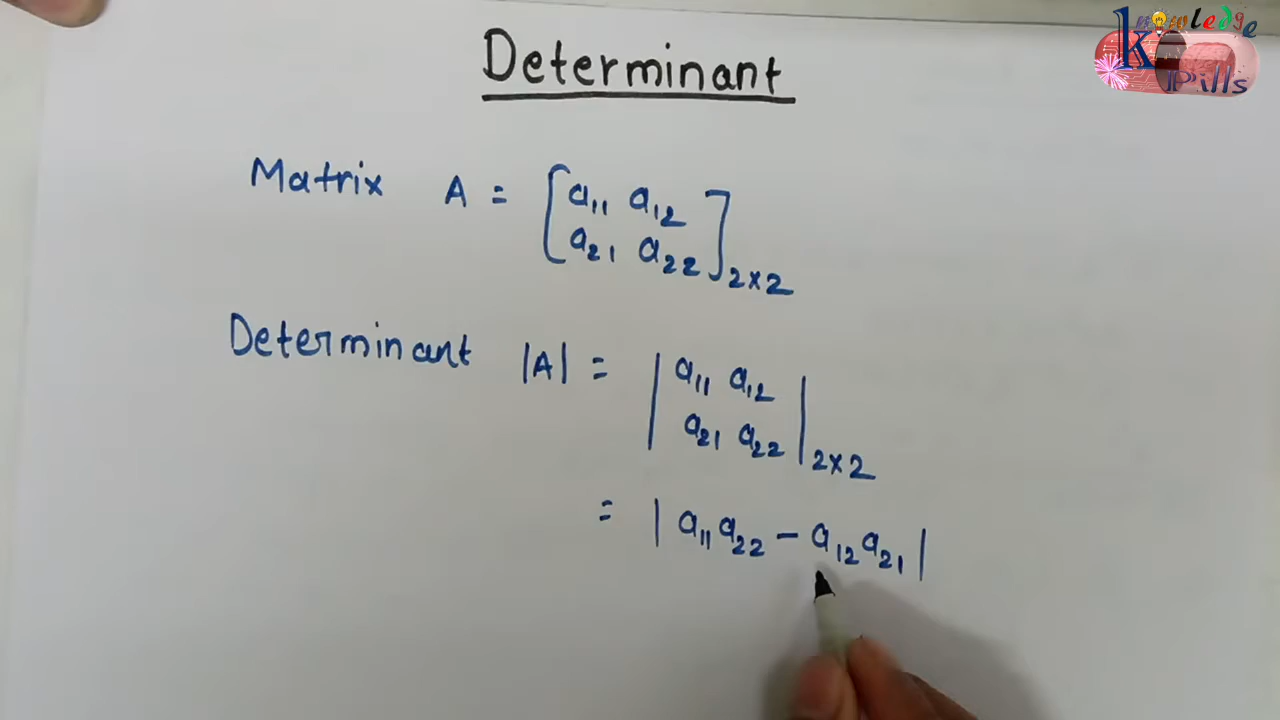 Knowledge
Pills
Determinant
Matrix A = [a₁₁ a₁₂
a₂₁ a₂₂]₂ₓ₂
Determinant |A| = |a₁₁ a₁₂
a₂₁ a₂₂|₂ₓ₂
= |a₁₁a₂₂ − a₁₂a₂₁|